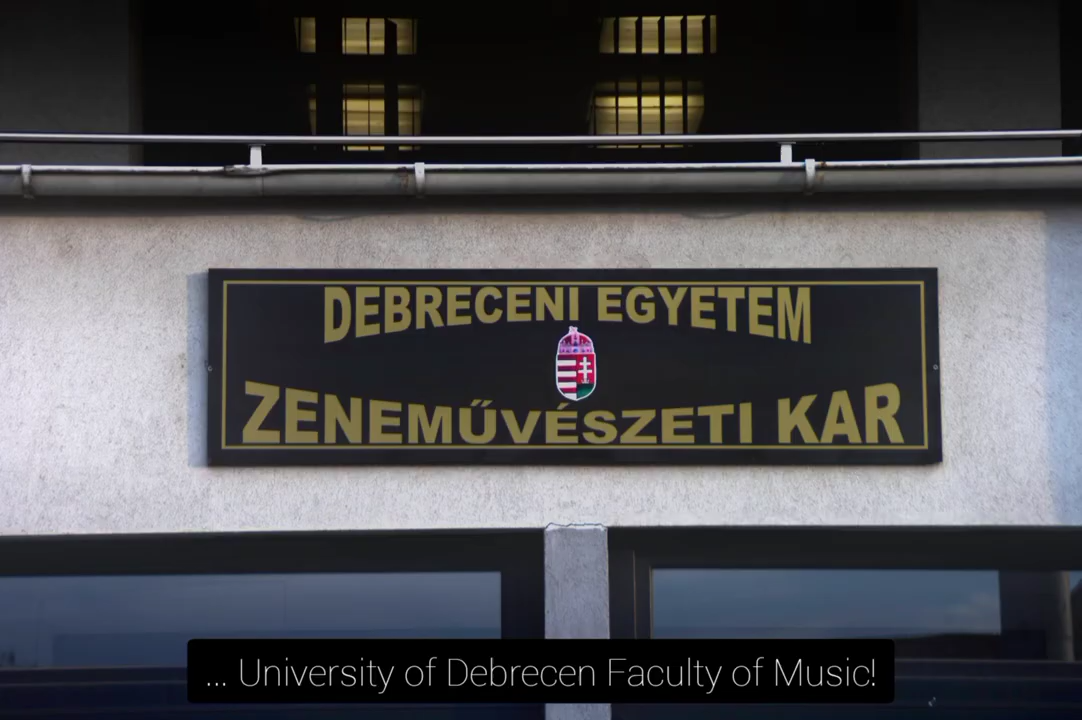 DEBRECENI EGYETEM
ZENEMŰVÉSZETI KAR
... University of Debrecen Faculty of Music!